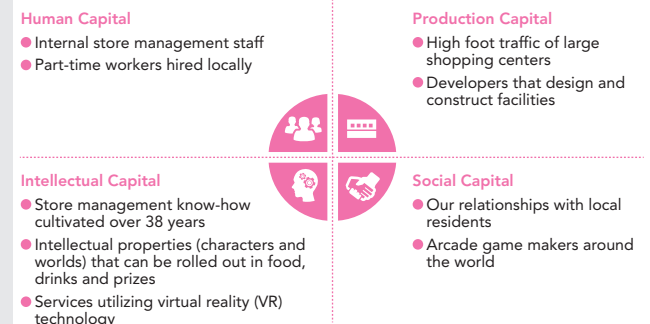 Human Capital
● Internal store management staff
● Part-time workers hired locally
Production Capital
● High foot traffic of large
shopping centers
● Developers that design and
construct facilities
Intellectual Capital
● Store management know-how
cultivated over 38 years
● Intellectual properties (characters and
worlds) that can be rolled out in food,
drinks and prizes
● Services utilizing virtual reality (VR)
technology
Social Capital
● Our relationships with local
residents
● Arcade game makers around
the world